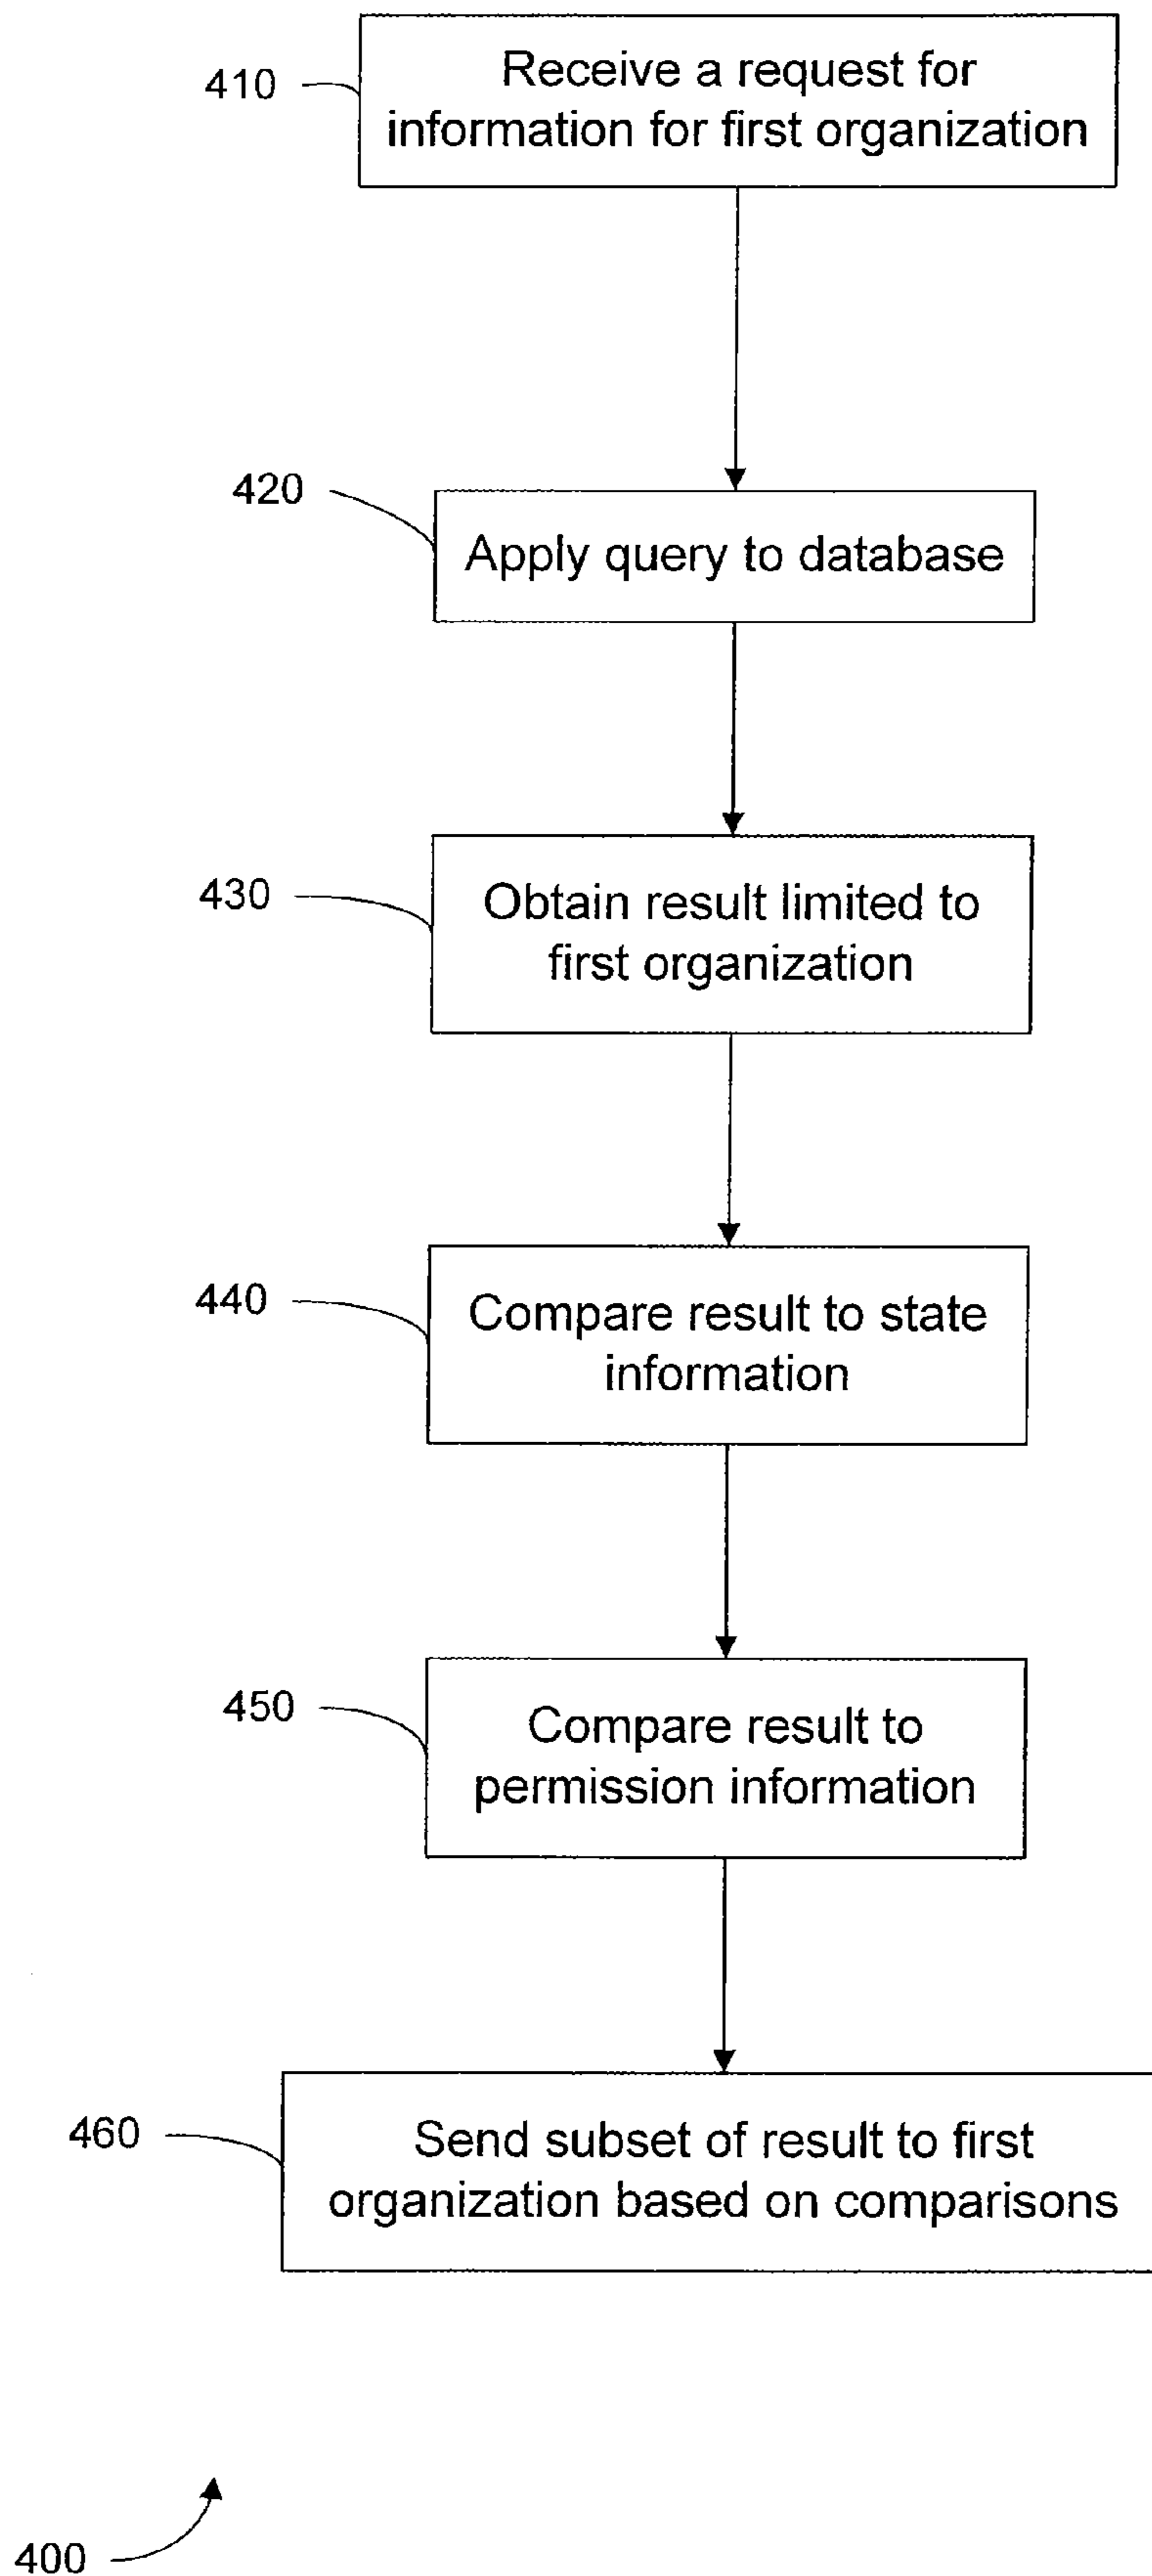 410
Receive a request for
information for first organization
420
Apply query to database
430
Obtain result limited to
first organization
440
Compare result to state
information
450
Compare result to
permission information
460
Send subset of result to first
organization based on comparisons
400